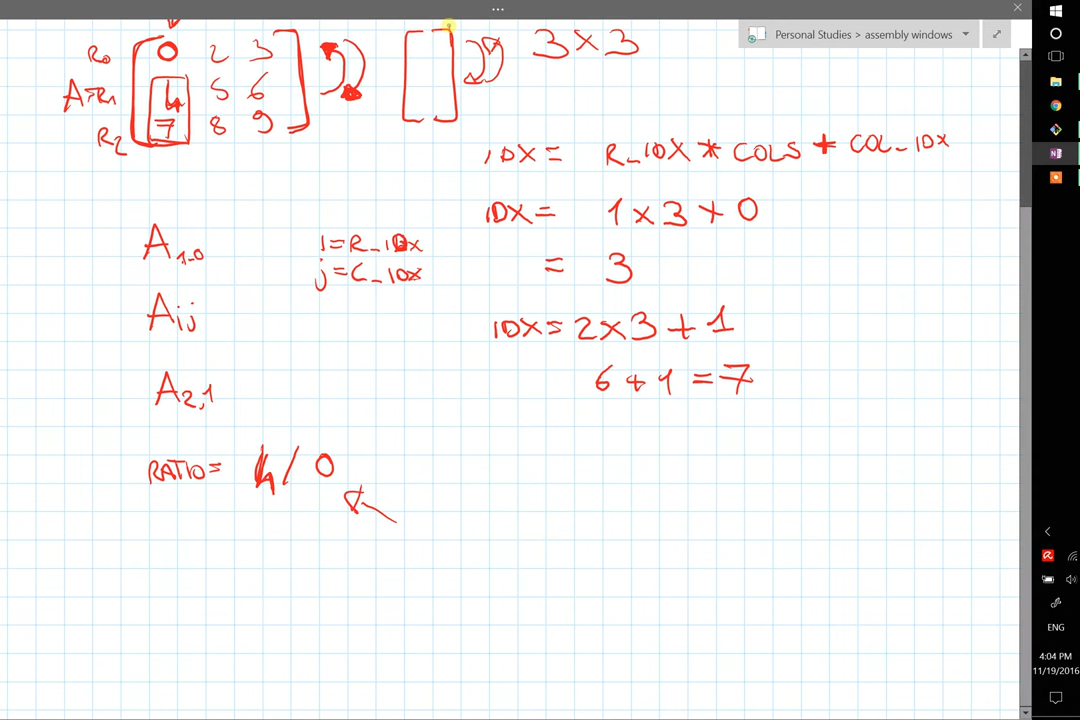 ...
Personal Studies > assembly windows
R0 0 2 3
A=R1 4 5 6
R2 7 8 9
3×3
IDX= R_IDX * COLS + COL_IDX
IDX= 1×3+0
= 3
IDX=2×3+1
6+1=7
A1,0
i=R_IDX
j=C_IDX
Aij
A2,1
RATIO= 4/0
ENG
4:04 PM
11/19/2016